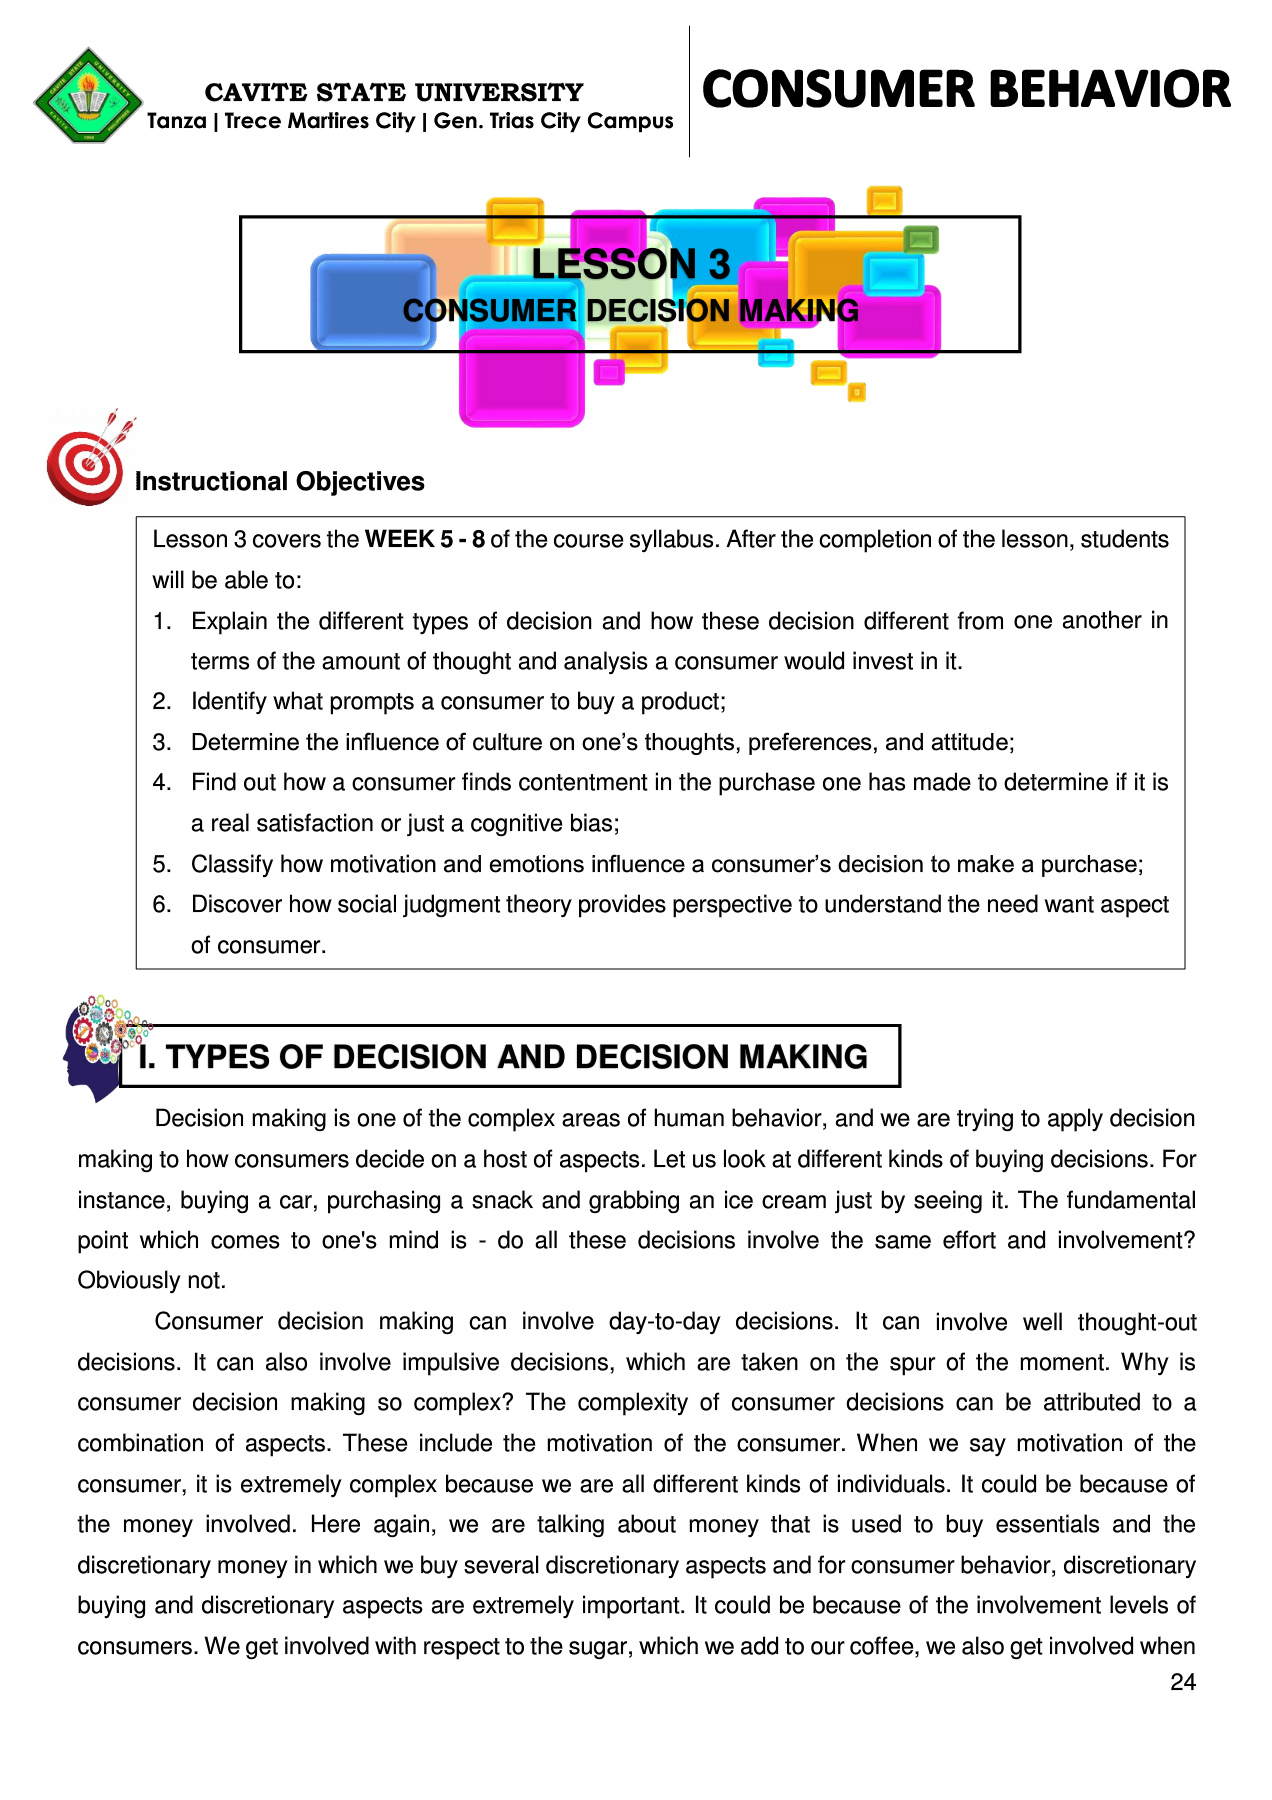 CAVITE STATE UNIVERSITY
Tanza | Trece Martires City | Gen. Trias City Campus
CONSUMER BEHAVIOR
LESSON 3
CONSUMER DECISION MAKING
Instructional Objectives
Lesson 3 covers the WEEK 5 - 8 of the course syllabus. After the completion of the lesson, students
will be able to:
1. Explain the different types of decision and how these decision different from one another in
terms of the amount of thought and analysis a consumer would invest in it.
2. Identify what prompts a consumer to buy a product;
3. Determine the influence of culture on one’s thoughts, preferences, and attitude;
4. Find out how a consumer finds contentment in the purchase one has made to determine if it is
a real satisfaction or just a cognitive bias;
5. Classify how motivation and emotions influence a consumer’s decision to make a purchase;
6. Discover how social judgment theory provides perspective to understand the need want aspect
of consumer.
I. TYPES OF DECISION AND DECISION MAKING
Decision making is one of the complex areas of human behavior, and we are trying to apply decision
making to how consumers decide on a host of aspects. Let us look at different kinds of buying decisions. For
instance, buying a car, purchasing a snack and grabbing an ice cream just by seeing it. The fundamental
point which comes to one's mind is - do all these decisions involve the same effort and involvement?
Obviously not.
Consumer decision making can involve day-to-day decisions. It can involve well thought-out
decisions. It can also involve impulsive decisions, which are taken on the spur of the moment. Why is
consumer decision making so complex? The complexity of consumer decisions can be attributed to a
combination of aspects. These include the motivation of the consumer. When we say motivation of the
consumer, it is extremely complex because we are all different kinds of individuals. It could be because of
the money involved. Here again, we are talking about money that is used to buy essentials and the
discretionary money in which we buy several discretionary aspects and for consumer behavior, discretionary
buying and discretionary aspects are extremely important. It could be because of the involvement levels of
consumers. We get involved with respect to the sugar, which we add to our coffee, we also get involved when
24